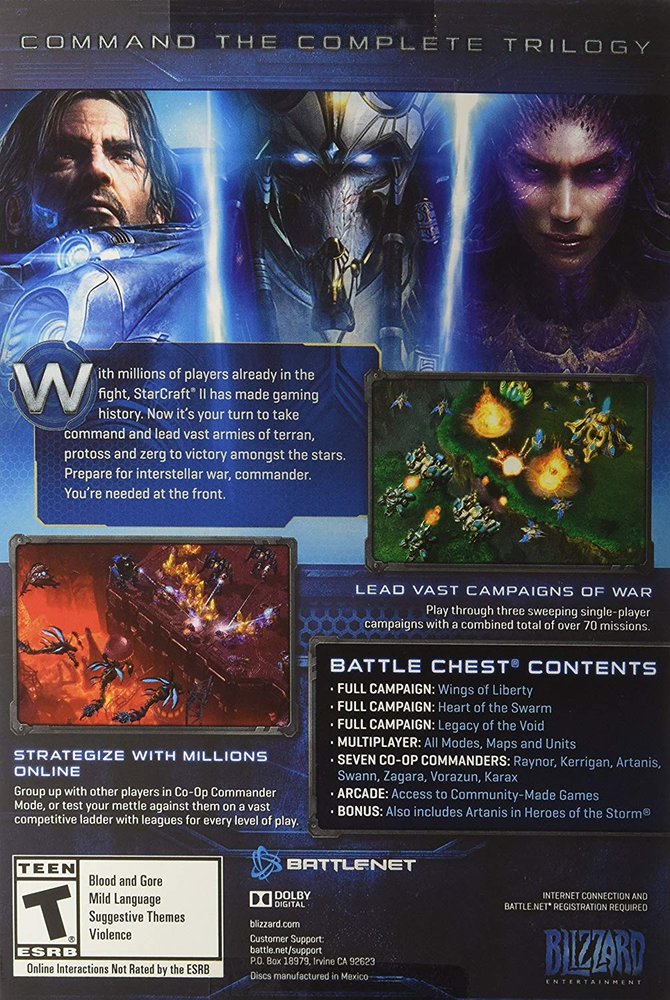 COMMAND THE COMPLETE TRILOGY
With millions of players already in the
fight, StarCraft® II has made gaming
history. Now it's your turn to take
command and lead vast armies of terran,
protoss and zerg to victory amongst the stars.
Prepare for interstellar war, commander.
You're needed at the front.
LEAD VAST CAMPAIGNS OF WAR
Play through three sweeping single-player
campaigns with a combined total of over 70 missions.
STRATEGIZE WITH MILLIONS
ONLINE
Group up with other players in Co-Op Commander
Mode, or test your mettle against them on a vast
competitive ladder with leagues for every level of play.
BATTLE CHEST® CONTENTS
• FULL CAMPAIGN: Wings of Liberty
• FULL CAMPAIGN: Heart of the Swarm
• FULL CAMPAIGN: Legacy of the Void
• MULTIPLAYER: All Modes, Maps and Units
• SEVEN CO-OP COMMANDERS: Raynor, Kerrigan, Artanis,
Swann, Zagara, Vorazun, Karax
• ARCADE: Access to Community-Made Games
• BONUS: Also includes Artanis in Heroes of the Storm®
TEEN
T®
ESRB
Blood and Gore
Mild Language
Suggestive Themes
Violence
Online Interactions Not Rated by the ESRB
BATTLE.NET
DOLBY
DIGITAL
blizzard.com
Customer Support:
battle.net/support
P.O. Box 18979, Irvine CA 92623
Discs manufactured in Mexico
INTERNET CONNECTION AND
BATTLE.NET® REGISTRATION REQUIRED
BLIZZARD
ENTERTAINMENT